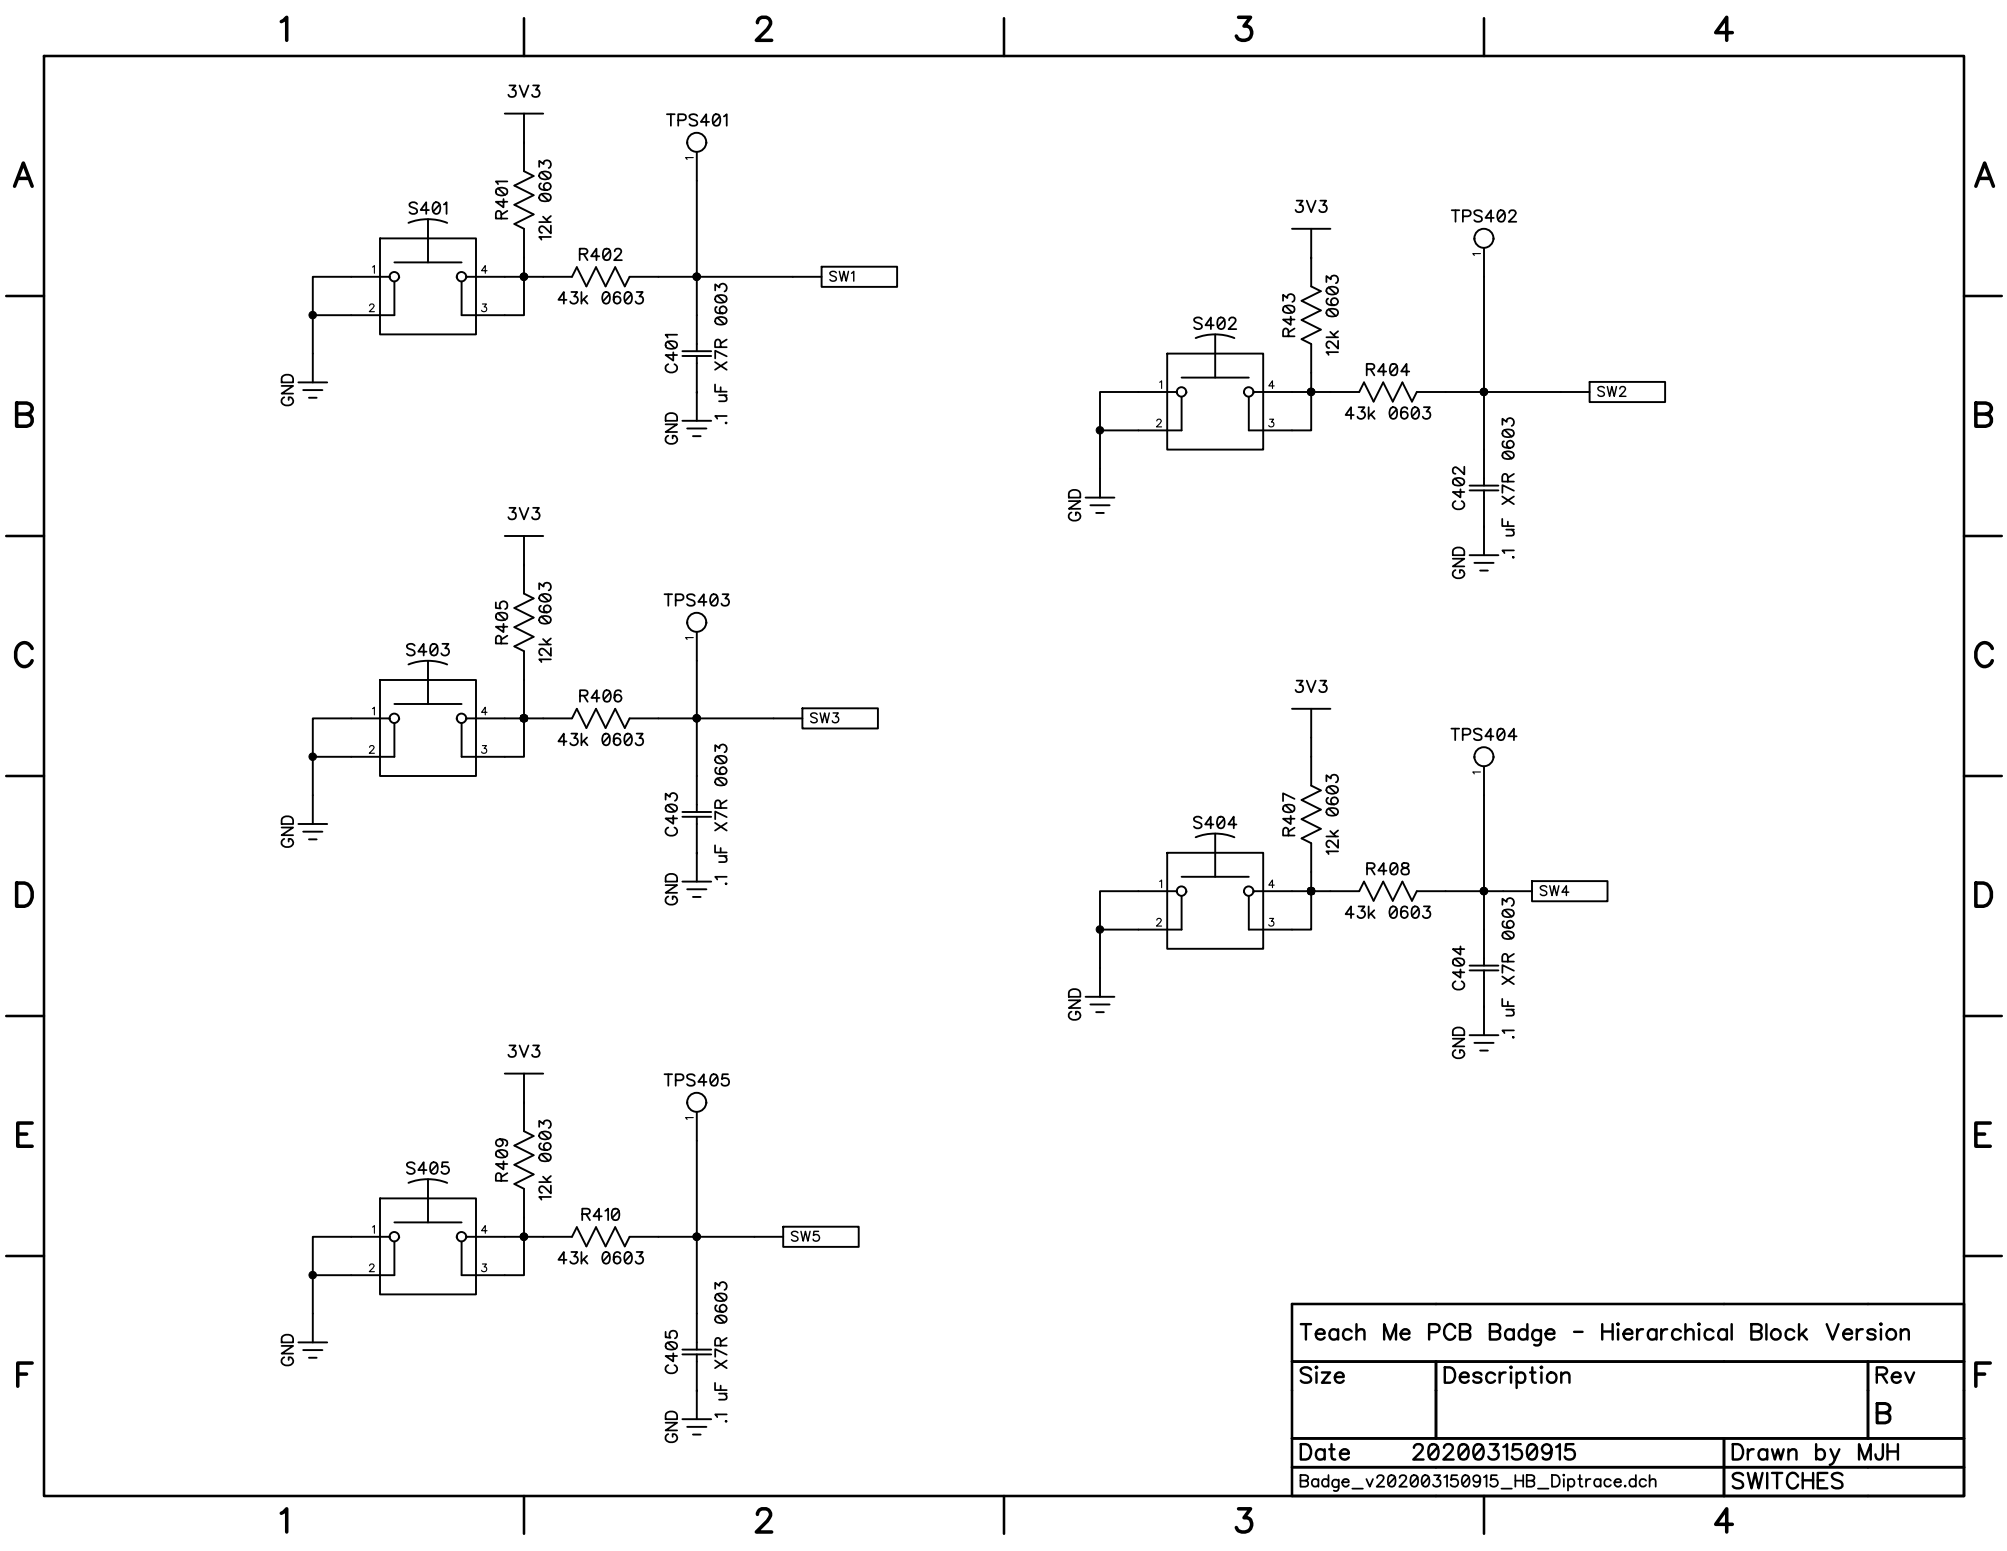 1 2 3 4
A A
B B
C C
D D
E E
F F
3V3
TPS401
1
R401
12k 0603
S401
1
4
2
3
R402
43k 0603
SW1
C401
.1 uF X7R 0603
GND
GND
3V3
TPS402
1
R403
12k 0603
S402
1
4
2
3
R404
43k 0603
SW2
C402
.1 uF X7R 0603
GND
GND
3V3
TPS403
1
R405
12k 0603
S403
1
4
2
3
R406
43k 0603
SW3
C403
.1 uF X7R 0603
GND
GND
3V3
TPS404
1
R407
12k 0603
S404
1
4
2
3
R408
43k 0603
SW4
C404
.1 uF X7R 0603
GND
GND
3V3
TPS405
1
R409
12k 0603
S405
1
4
2
3
R410
43k 0603
SW5
C405
.1 uF X7R 0603
GND
GND
Teach Me PCB Badge - Hierarchical Block Version
Size Description Rev
B
Date 202003150915 Drawn by MJH
Badge_v202003150915_HB_Diptrace.dch SWITCHES
1 2 3 4